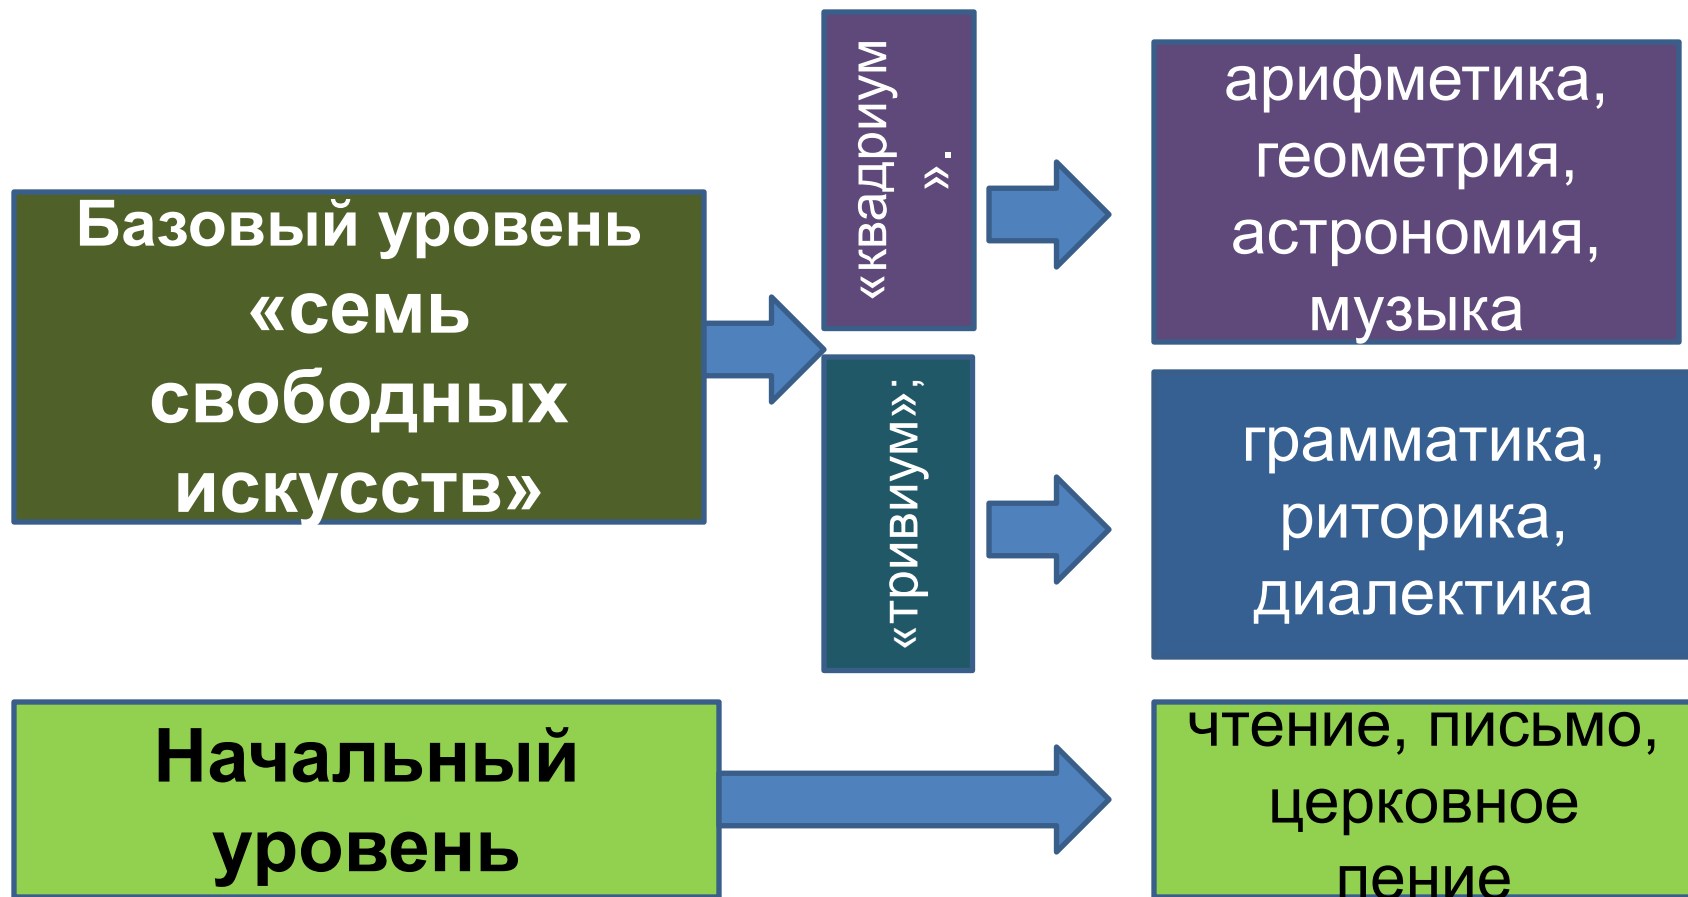 Базовый уровень
«семь
свободных
искусств»
«квадриум
».
арифметика,
геометрия,
астрономия,
музыка
«тривиум»;
грамматика,
риторика,
диалектика
Начальный
уровень
чтение, письмо,
церковное
пение